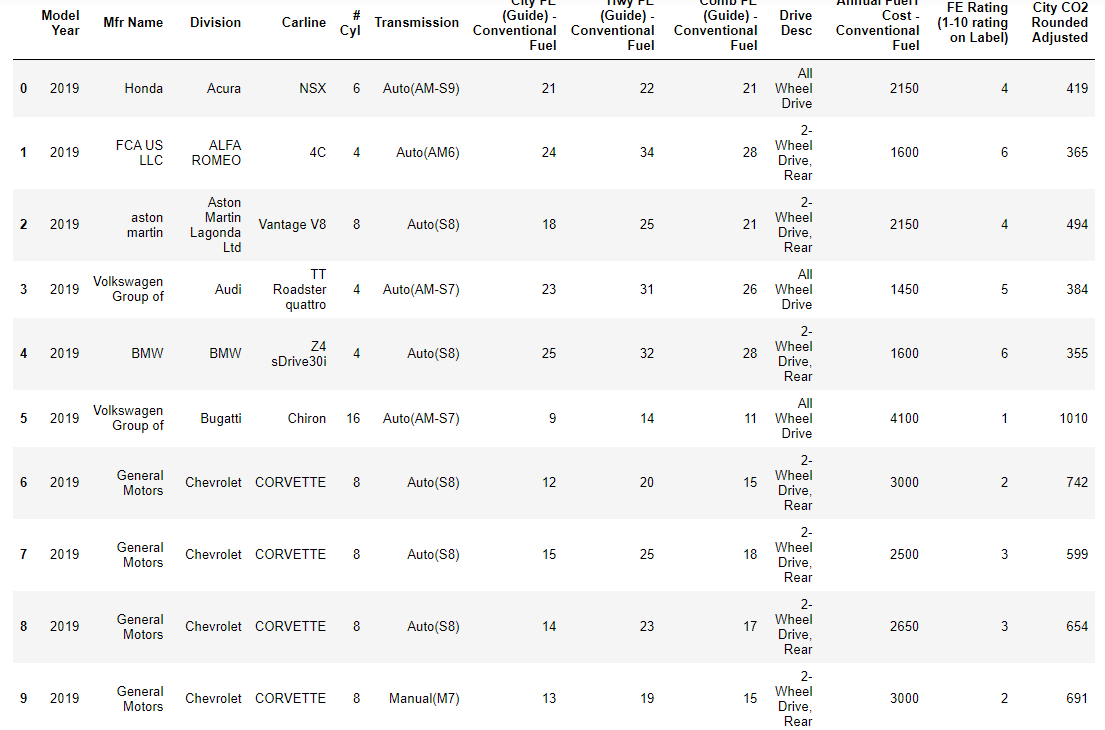 Model Year Mfr Name Division Carline # Cyl Transmission City FE (Guide) - Conventional Fuel Hwy FE (Guide) - Conventional Fuel Comb FE (Guide) - Conventional Fuel Drive Desc Annual Fuel1 Cost - Conventional Fuel FE Rating (1-10 rating on Label) City CO2 Rounded Adjusted
0 2019 Honda Acura NSX 6 Auto(AM-S9) 21 22 21 All Wheel Drive 2150 4 419
1 2019 FCA US LLC ALFA ROMEO 4C 4 Auto(AM6) 24 34 28 2-Wheel Drive, Rear 1600 6 365
2 2019 aston martin Aston Martin Lagonda Ltd Vantage V8 8 Auto(S8) 18 25 21 2-Wheel Drive, Rear 2150 4 494
3 2019 Volkswagen Group of Audi TT Roadster quattro 4 Auto(AM-S7) 23 31 26 All Wheel Drive 1450 5 384
4 2019 BMW BMW Z4 sDrive30i 4 Auto(S8) 25 32 28 2-Wheel Drive, Rear 1600 6 355
5 2019 Volkswagen Group of Bugatti Chiron 16 Auto(AM-S7) 9 14 11 All Wheel Drive 4100 1 1010
6 2019 General Motors Chevrolet CORVETTE 8 Auto(S8) 12 20 15 2-Wheel Drive, Rear 3000 2 742
7 2019 General Motors Chevrolet CORVETTE 8 Auto(S8) 15 25 18 2-Wheel Drive, Rear 2500 3 599
8 2019 General Motors Chevrolet CORVETTE 8 Auto(S8) 14 23 17 2-Wheel Drive, Rear 2650 3 654
9 2019 General Motors Chevrolet CORVETTE 8 Manual(M7) 13 19 15 2-Wheel Drive, Rear 3000 2 691